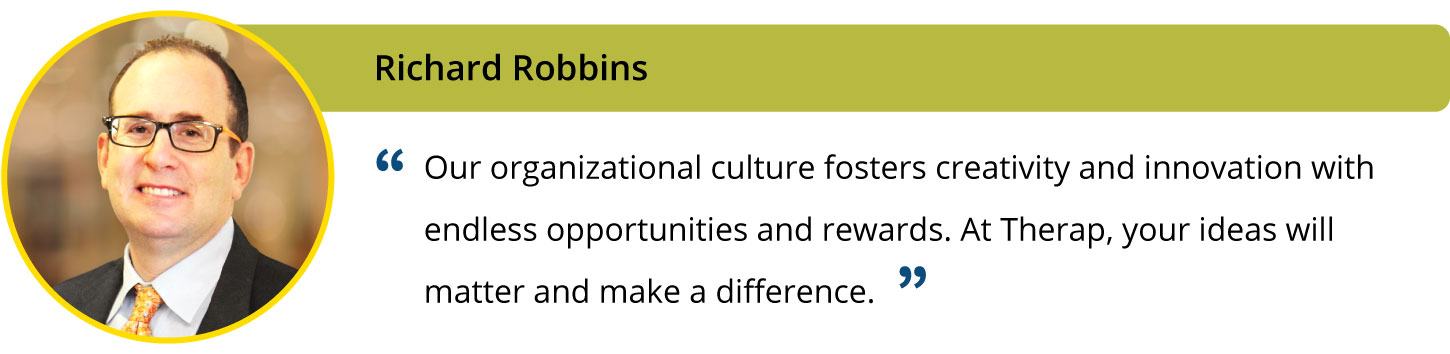 Richard Robbins
“ Our organizational culture fosters creativity and innovation with
endless opportunities and rewards. At Therap, your ideas will
matter and make a difference. ”